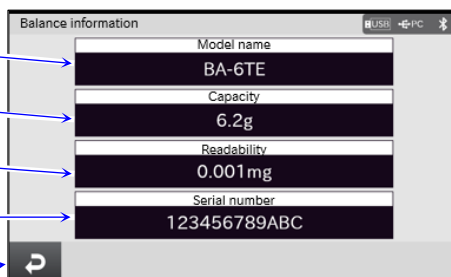 Balance information
USB PC
Model name
BA-6TE
Capacity
6.2g
Readability
0.001mg
Serial number
123456789ABC